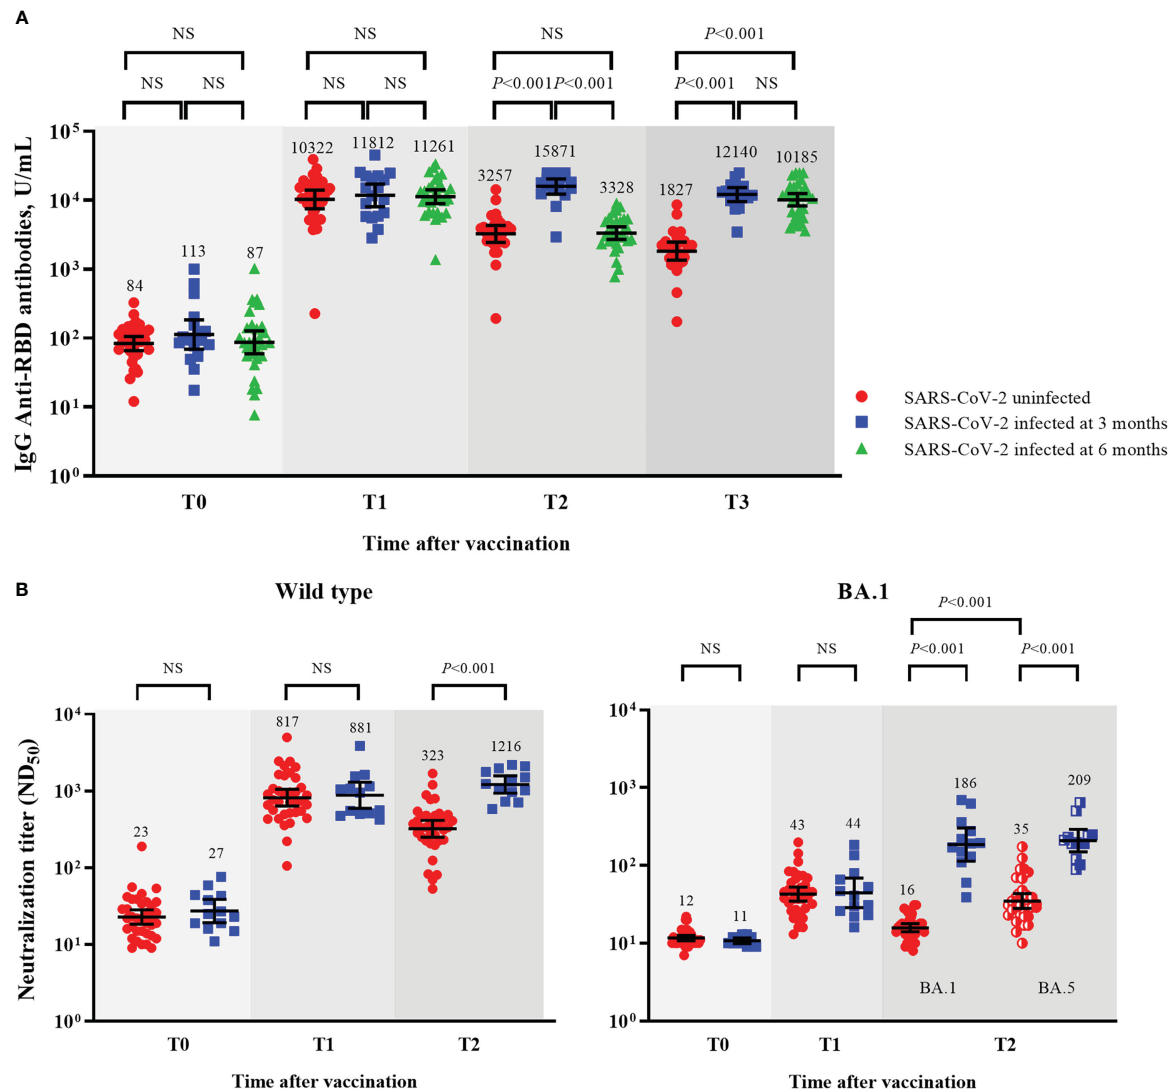 A
NS NS NS P<0.001
NS NS NS NS P<0.001 P<0.001 P<0.001 NS
IgG Anti-RBD antibodies, U/mL
10⁵
10⁴
10³
10²
10¹
10⁰
84 113 87 10322 11812 11261 3257 15871 3328 1827 12140 10185
T0 T1 T2 T3
Time after vaccination
SARS-CoV-2 uninfected
SARS-CoV-2 infected at 3 months
SARS-CoV-2 infected at 6 months
B
Wild type
NS NS P<0.001
Neutralization titer (ND₅₀)
10⁴
10³
10²
10¹
10⁰
23 27 817 881 323 1216
T0 T1 T2
Time after vaccination
BA.1
P<0.001
NS NS P<0.001 P<0.001
10⁴
10³
10²
10¹
10⁰
12 11 43 44 16 186 35 209
BA.1 BA.5
T0 T1 T2
Time after vaccination